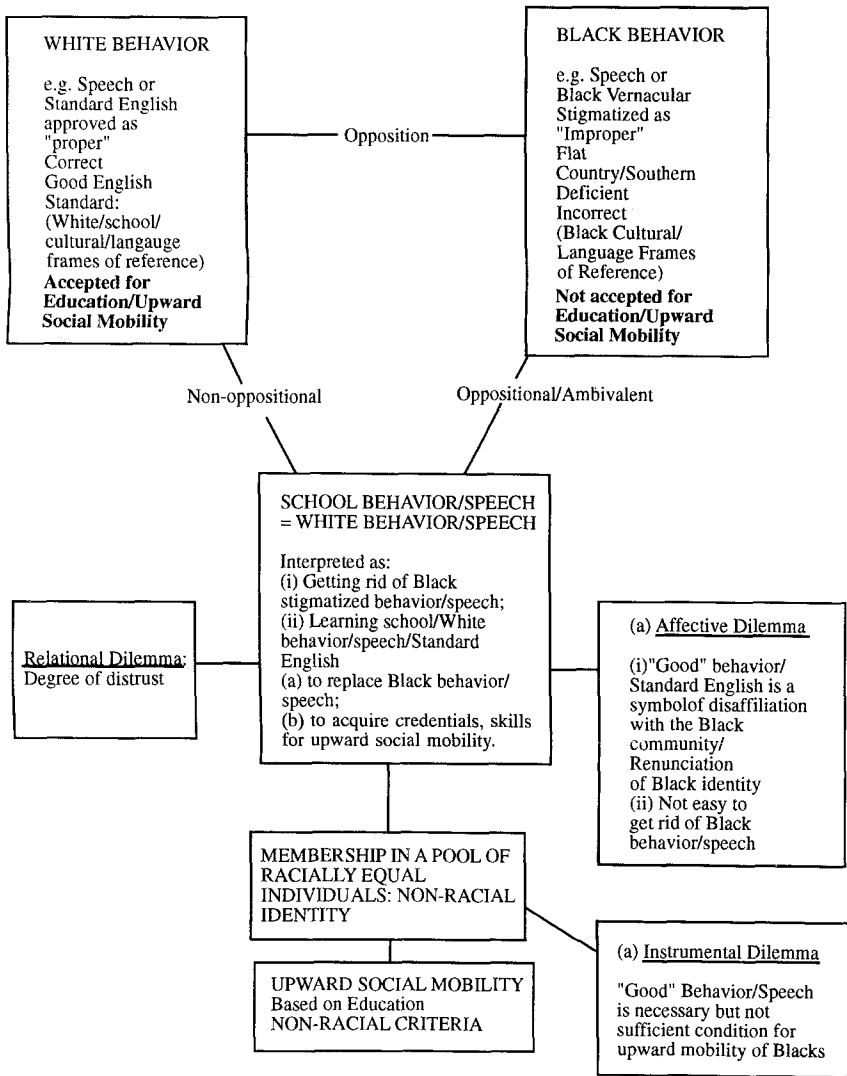 WHITE BEHAVIOR
e.g. Speech or
Standard English
approved as
"proper"
Correct
Good English
Standard:
(White/school/
cultural/langauge
frames of reference)
Accepted for
Education/Upward
Social Mobility
Opposition
BLACK BEHAVIOR
e.g. Speech or
Black Vernacular
Stigmatized as
"Improper"
Flat
Country/Southern
Deficient
Incorrect
(Black Cultural/
Language Frames
of Reference)
Not accepted for
Education/Upward
Social Mobility
Non-oppositional
Oppositional/Ambivalent
SCHOOL BEHAVIOR/SPEECH
= WHITE BEHAVIOR/SPEECH
Interpreted as:
(i) Getting rid of Black
stigmatized behavior/speech;
(ii) Learning school/White
behavior/speech/Standard
English
(a) to replace Black behavior/
speech;
(b) to acquire credentials, skills
for upward social mobility.
Relational Dilemma:
Degree of distrust
(a) Affective Dilemma
(i)"Good" behavior/
Standard English is a
symbolof disaffiliation
with the Black
community/
Renunciation
of Black identity
(ii) Not easy to
get rid of Black
behavior/speech
MEMBERSHIP IN A POOL OF
RACIALLY EQUAL
INDIVIDUALS: NON-RACIAL
IDENTITY
UPWARD SOCIAL MOBILITY
Based on Education
NON-RACIAL CRITERIA
(a) Instrumental Dilemma
"Good" Behavior/Speech
is necessary but not
sufficient condition for
upward mobility of Blacks